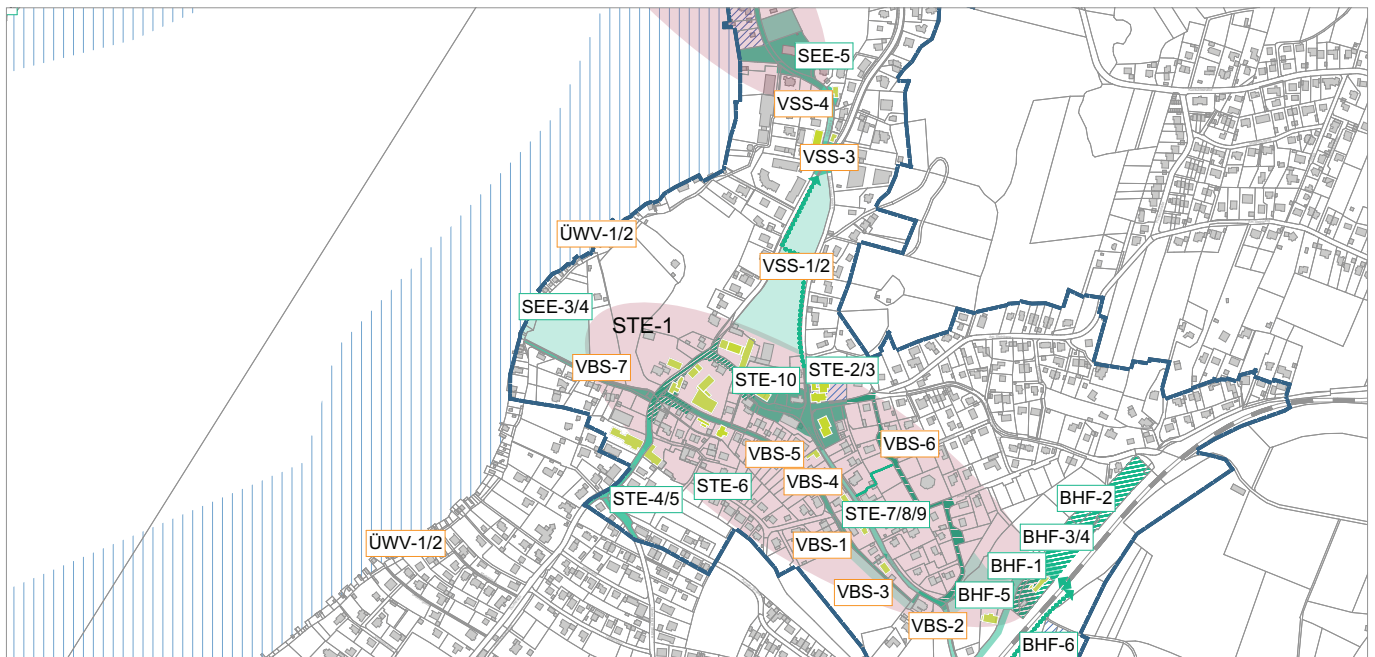 SEE-5
VSS-4
VSS-3
ÜWV-1/2
VSS-1/2
SEE-3/4
STE-1
VBS-7
STE-10
STE-2/3
VBS-5
VBS-6
VBS-4
STE-6
STE-4/5
STE-7/8/9
BHF-2
ÜWV-1/2
VBS-1
BHF-3/4
BHF-1
VBS-3
BHF-5
VBS-2
BHF-6